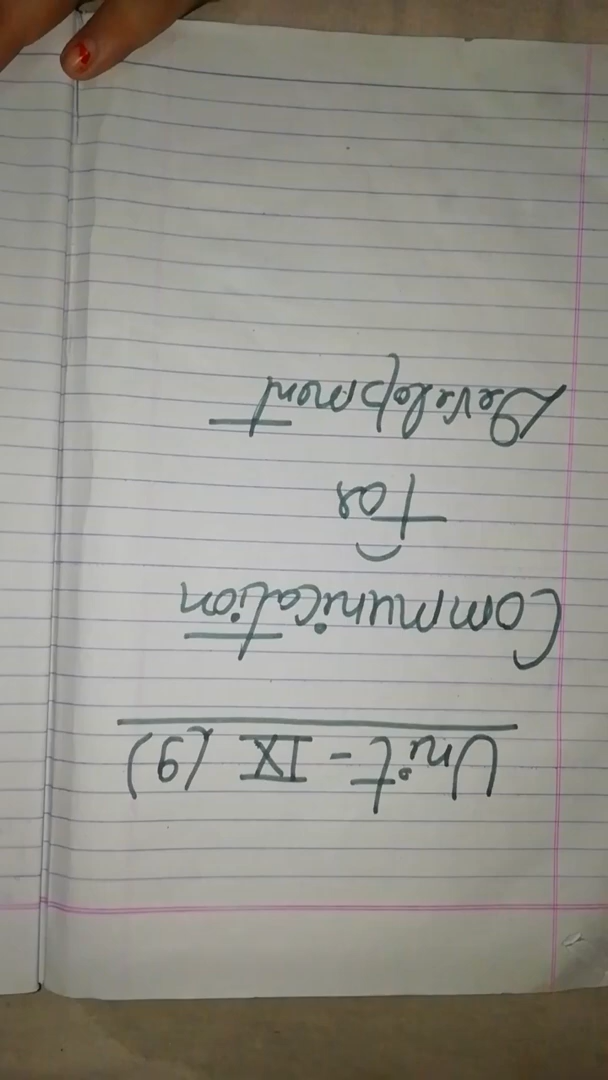 Unit - IX (9)
Communication
For
Development